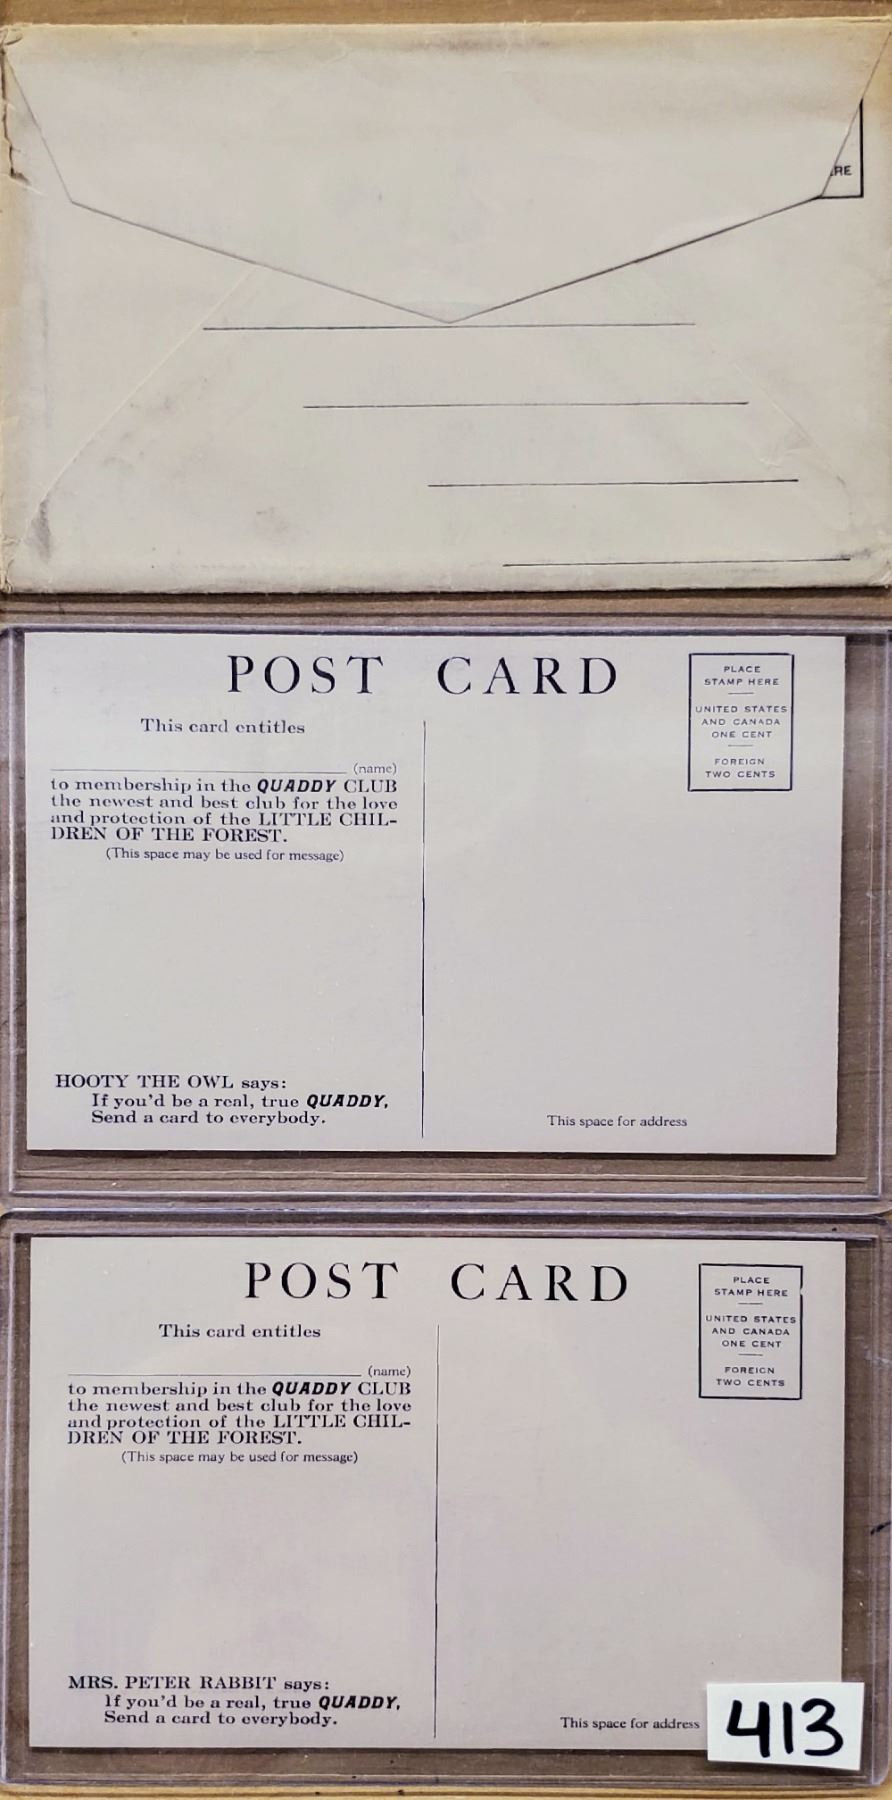 POST CARD
PLACE
STAMP HERE
UNITED STATES
AND CANADA
ONE CENT
FOREIGN
TWO CENTS
This card entitles
(name)
to membership in the QUADDY CLUB
the newest and best club for the love
and protection of the LITTLE CHIL-
DREN OF THE FOREST.
(This space may be used for message)
HOOTY THE OWL says:
If you'd be a real, true QUADDY,
Send a card to everybody.
This space for address
POST CARD
PLACE
STAMP HERE
UNITED STATES
AND CANADA
ONE CENT
FOREIGN
TWO CENTS
This card entitles
(name)
to membership in the QUADDY CLUB
the newest and best club for the love
and protection of the LITTLE CHIL-
DREN OF THE FOREST.
(This space may be used for message)
MRS. PETER RABBIT says:
If you'd be a real, true QUADDY,
Send a card to everybody.
This space for address
413